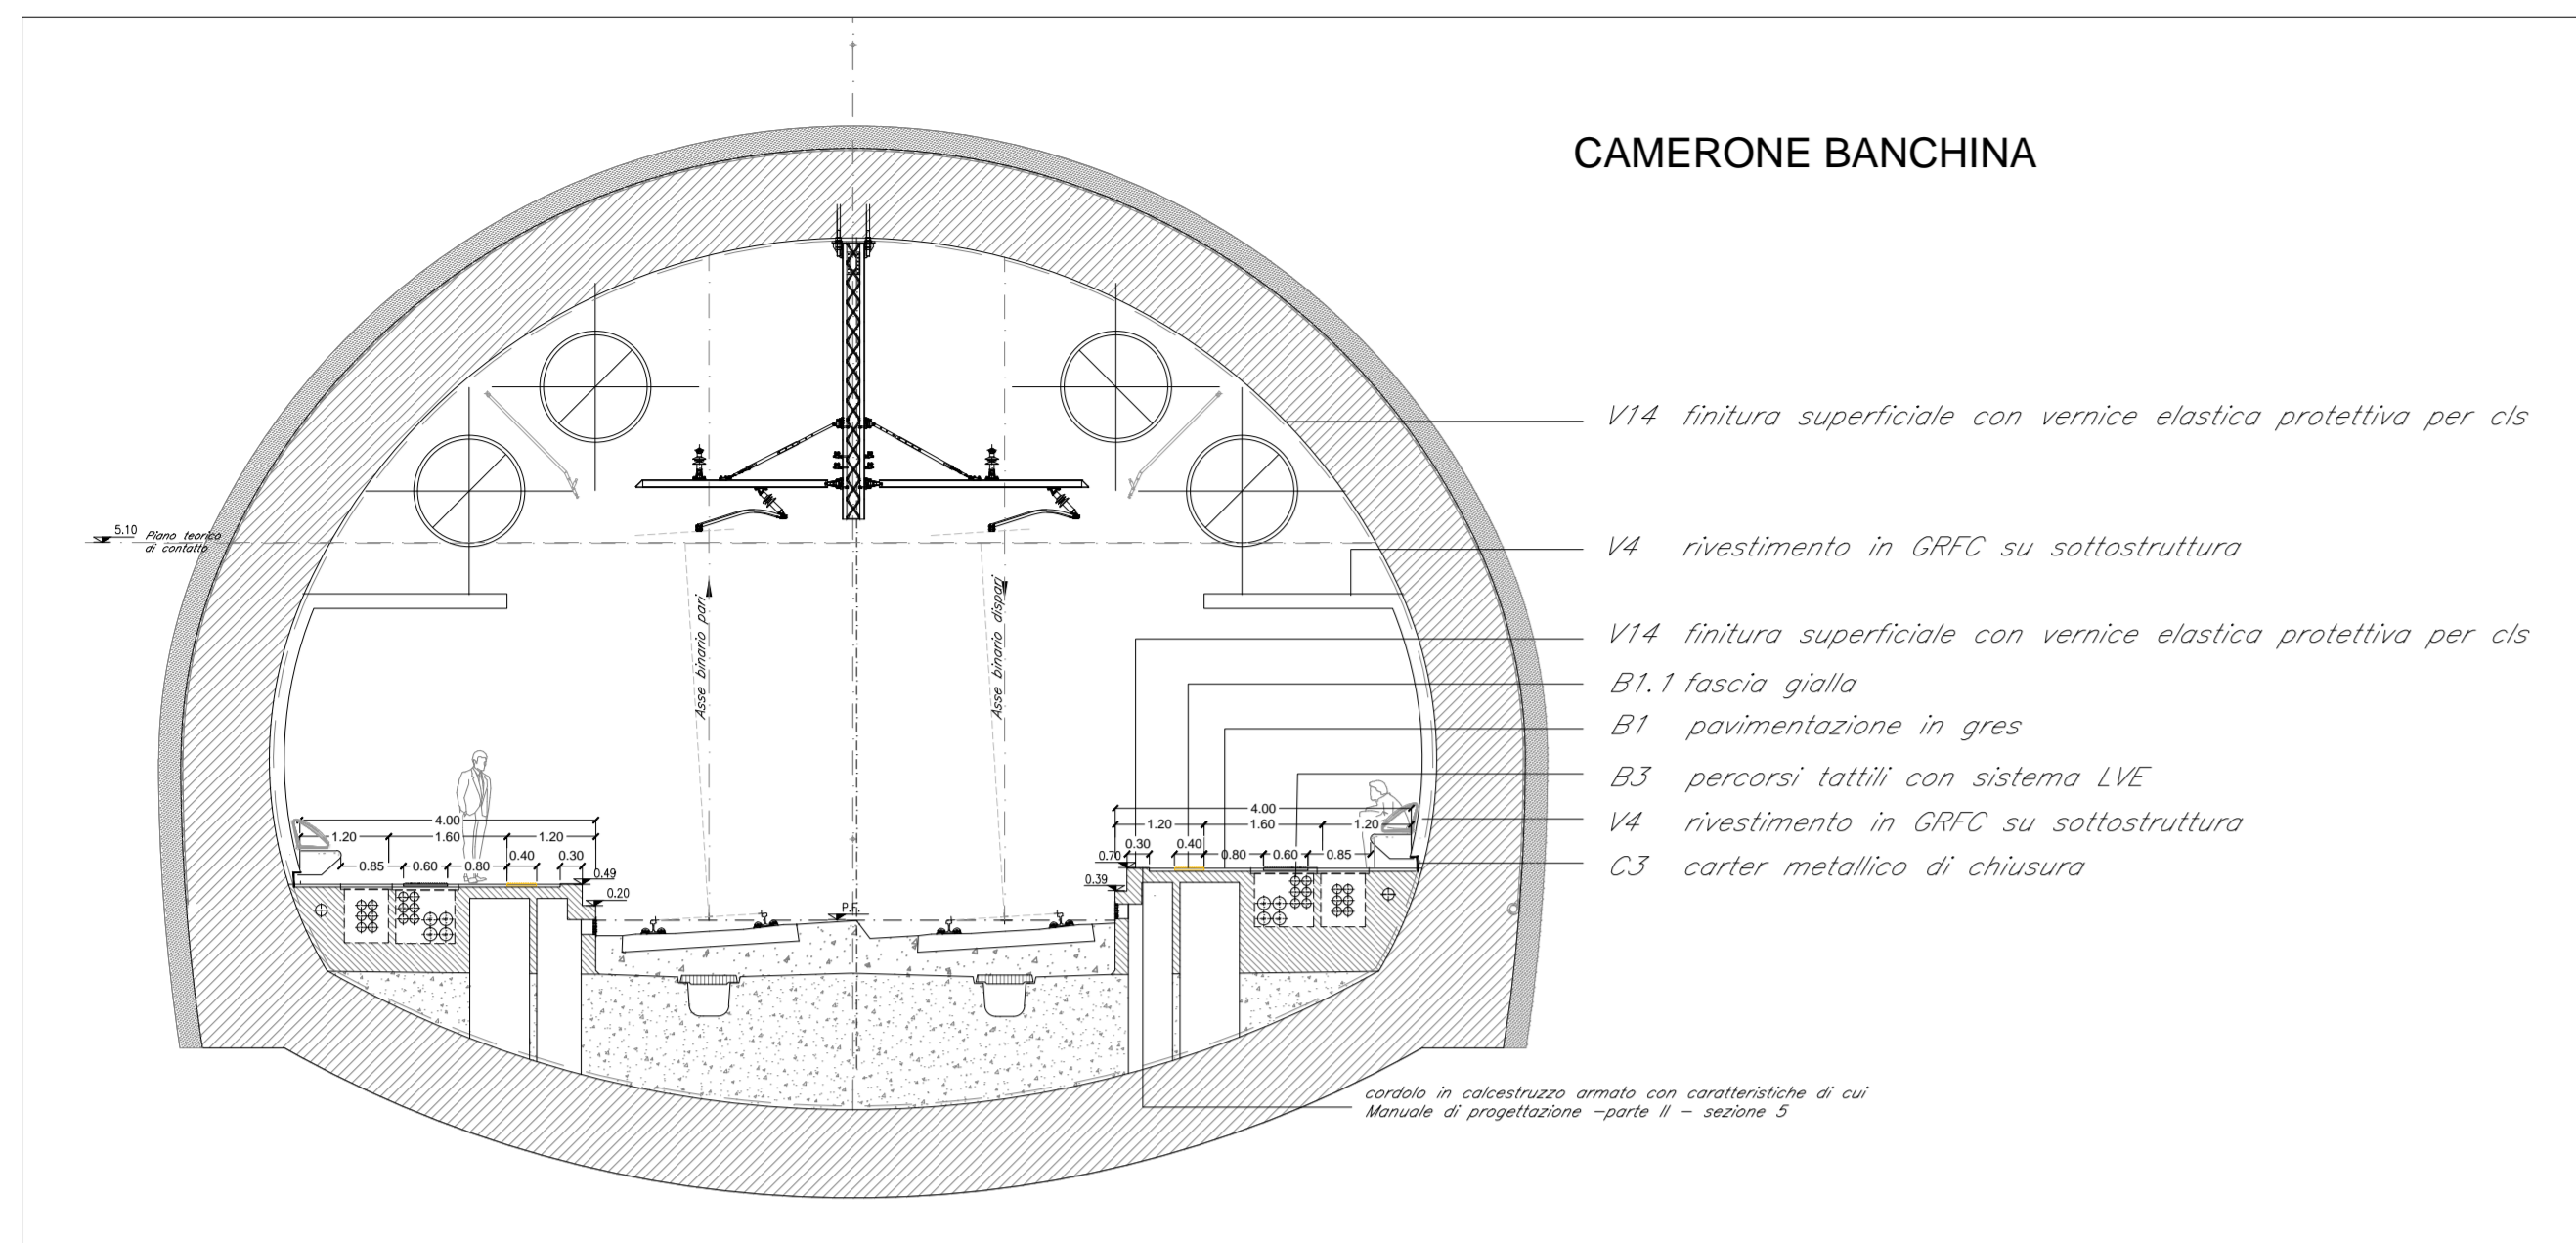 CAMERONE BANCHINA
V14 finitura superficiale con vernice elastica protettiva per cls
5.10 Piano teorico
di contatto
V4 rivestimento in GRFC su sottostruttura
Asse binario pari
Asse binario dispari
V14 finitura superficiale con vernice elastica protettiva per cls
B1.1 fascia gialla
B1 pavimentazione in gres
B3 percorsi tattili con sistema LVE
V4 rivestimento in GRFC su sottostruttura
C3 carter metallico di chiusura
4.00
1.20 1.60 1.20
0.85 0.60 0.80 0.40 0.30
0.49
0.20
P.F.
4.00
1.20 1.60 1.20
0.30 0.40 0.80 0.60 0.85
0.70
0.39
cordolo in calcestruzzo armato con caratteristiche di cui
Manuale di progettazione -parte II - sezione 5